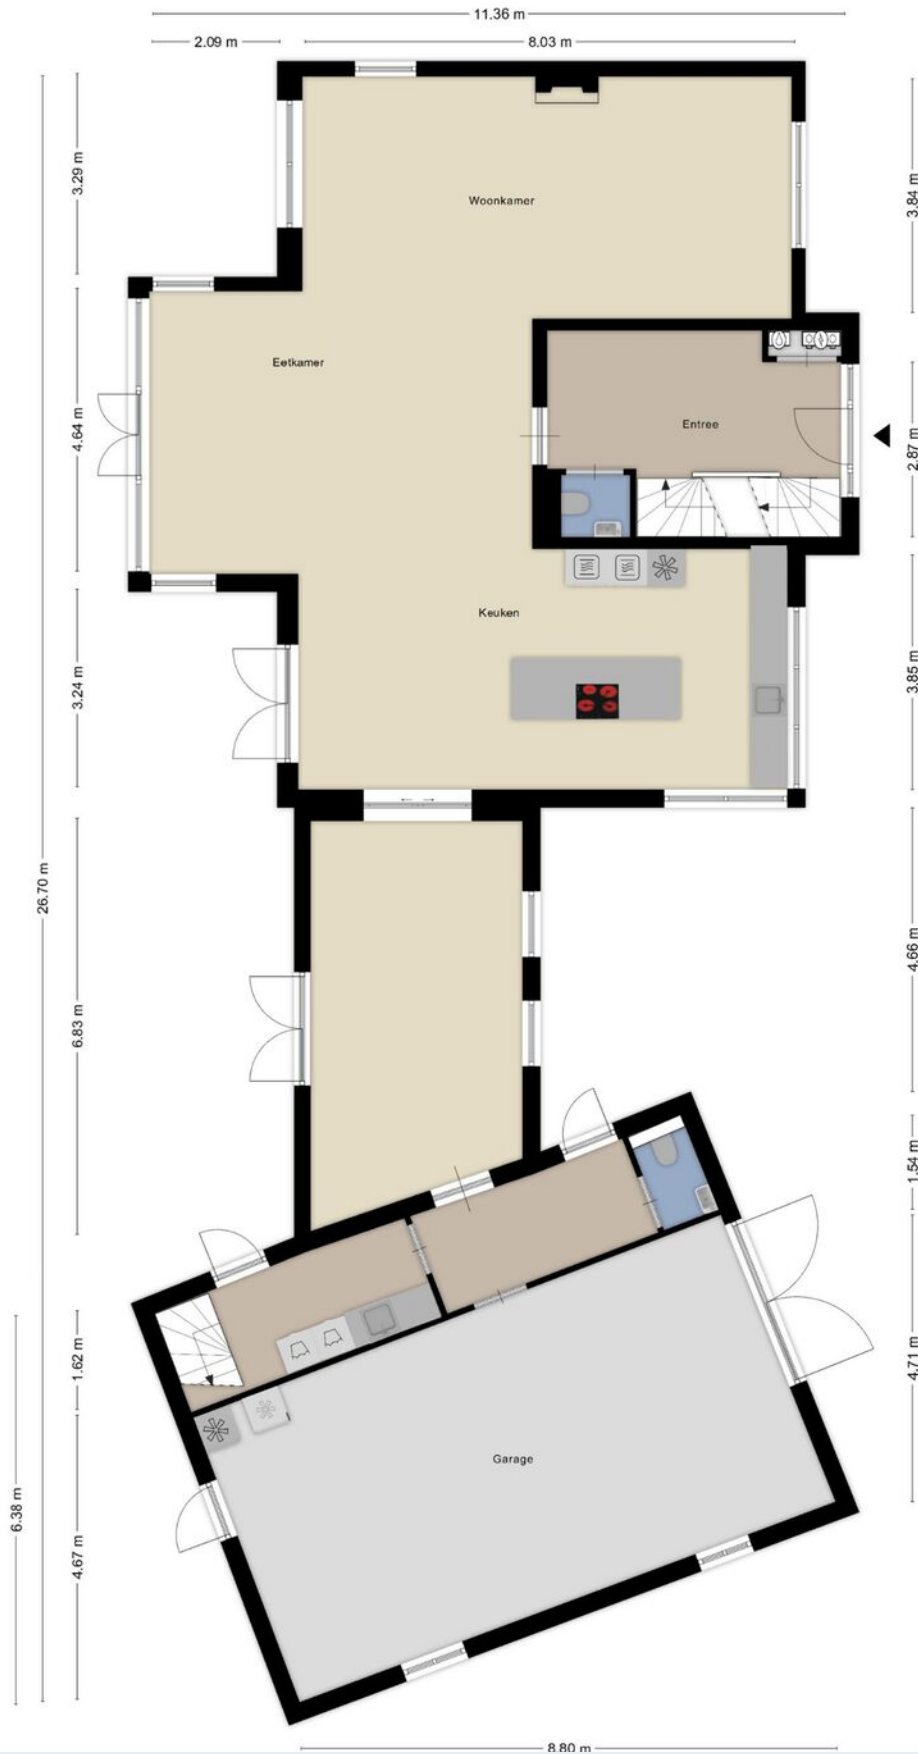 11.36 m
2.09 m
8.03 m
3.29 m
3.84 m
Woonkamer
Eetkamer
Entree
4.64 m
2.87 m
Keuken
3.24 m
3.85 m
26.70 m
4.66 m
6.83 m
1.54 m
1.62 m
4.71 m
Garage
6.38 m
4.67 m
8.80 m